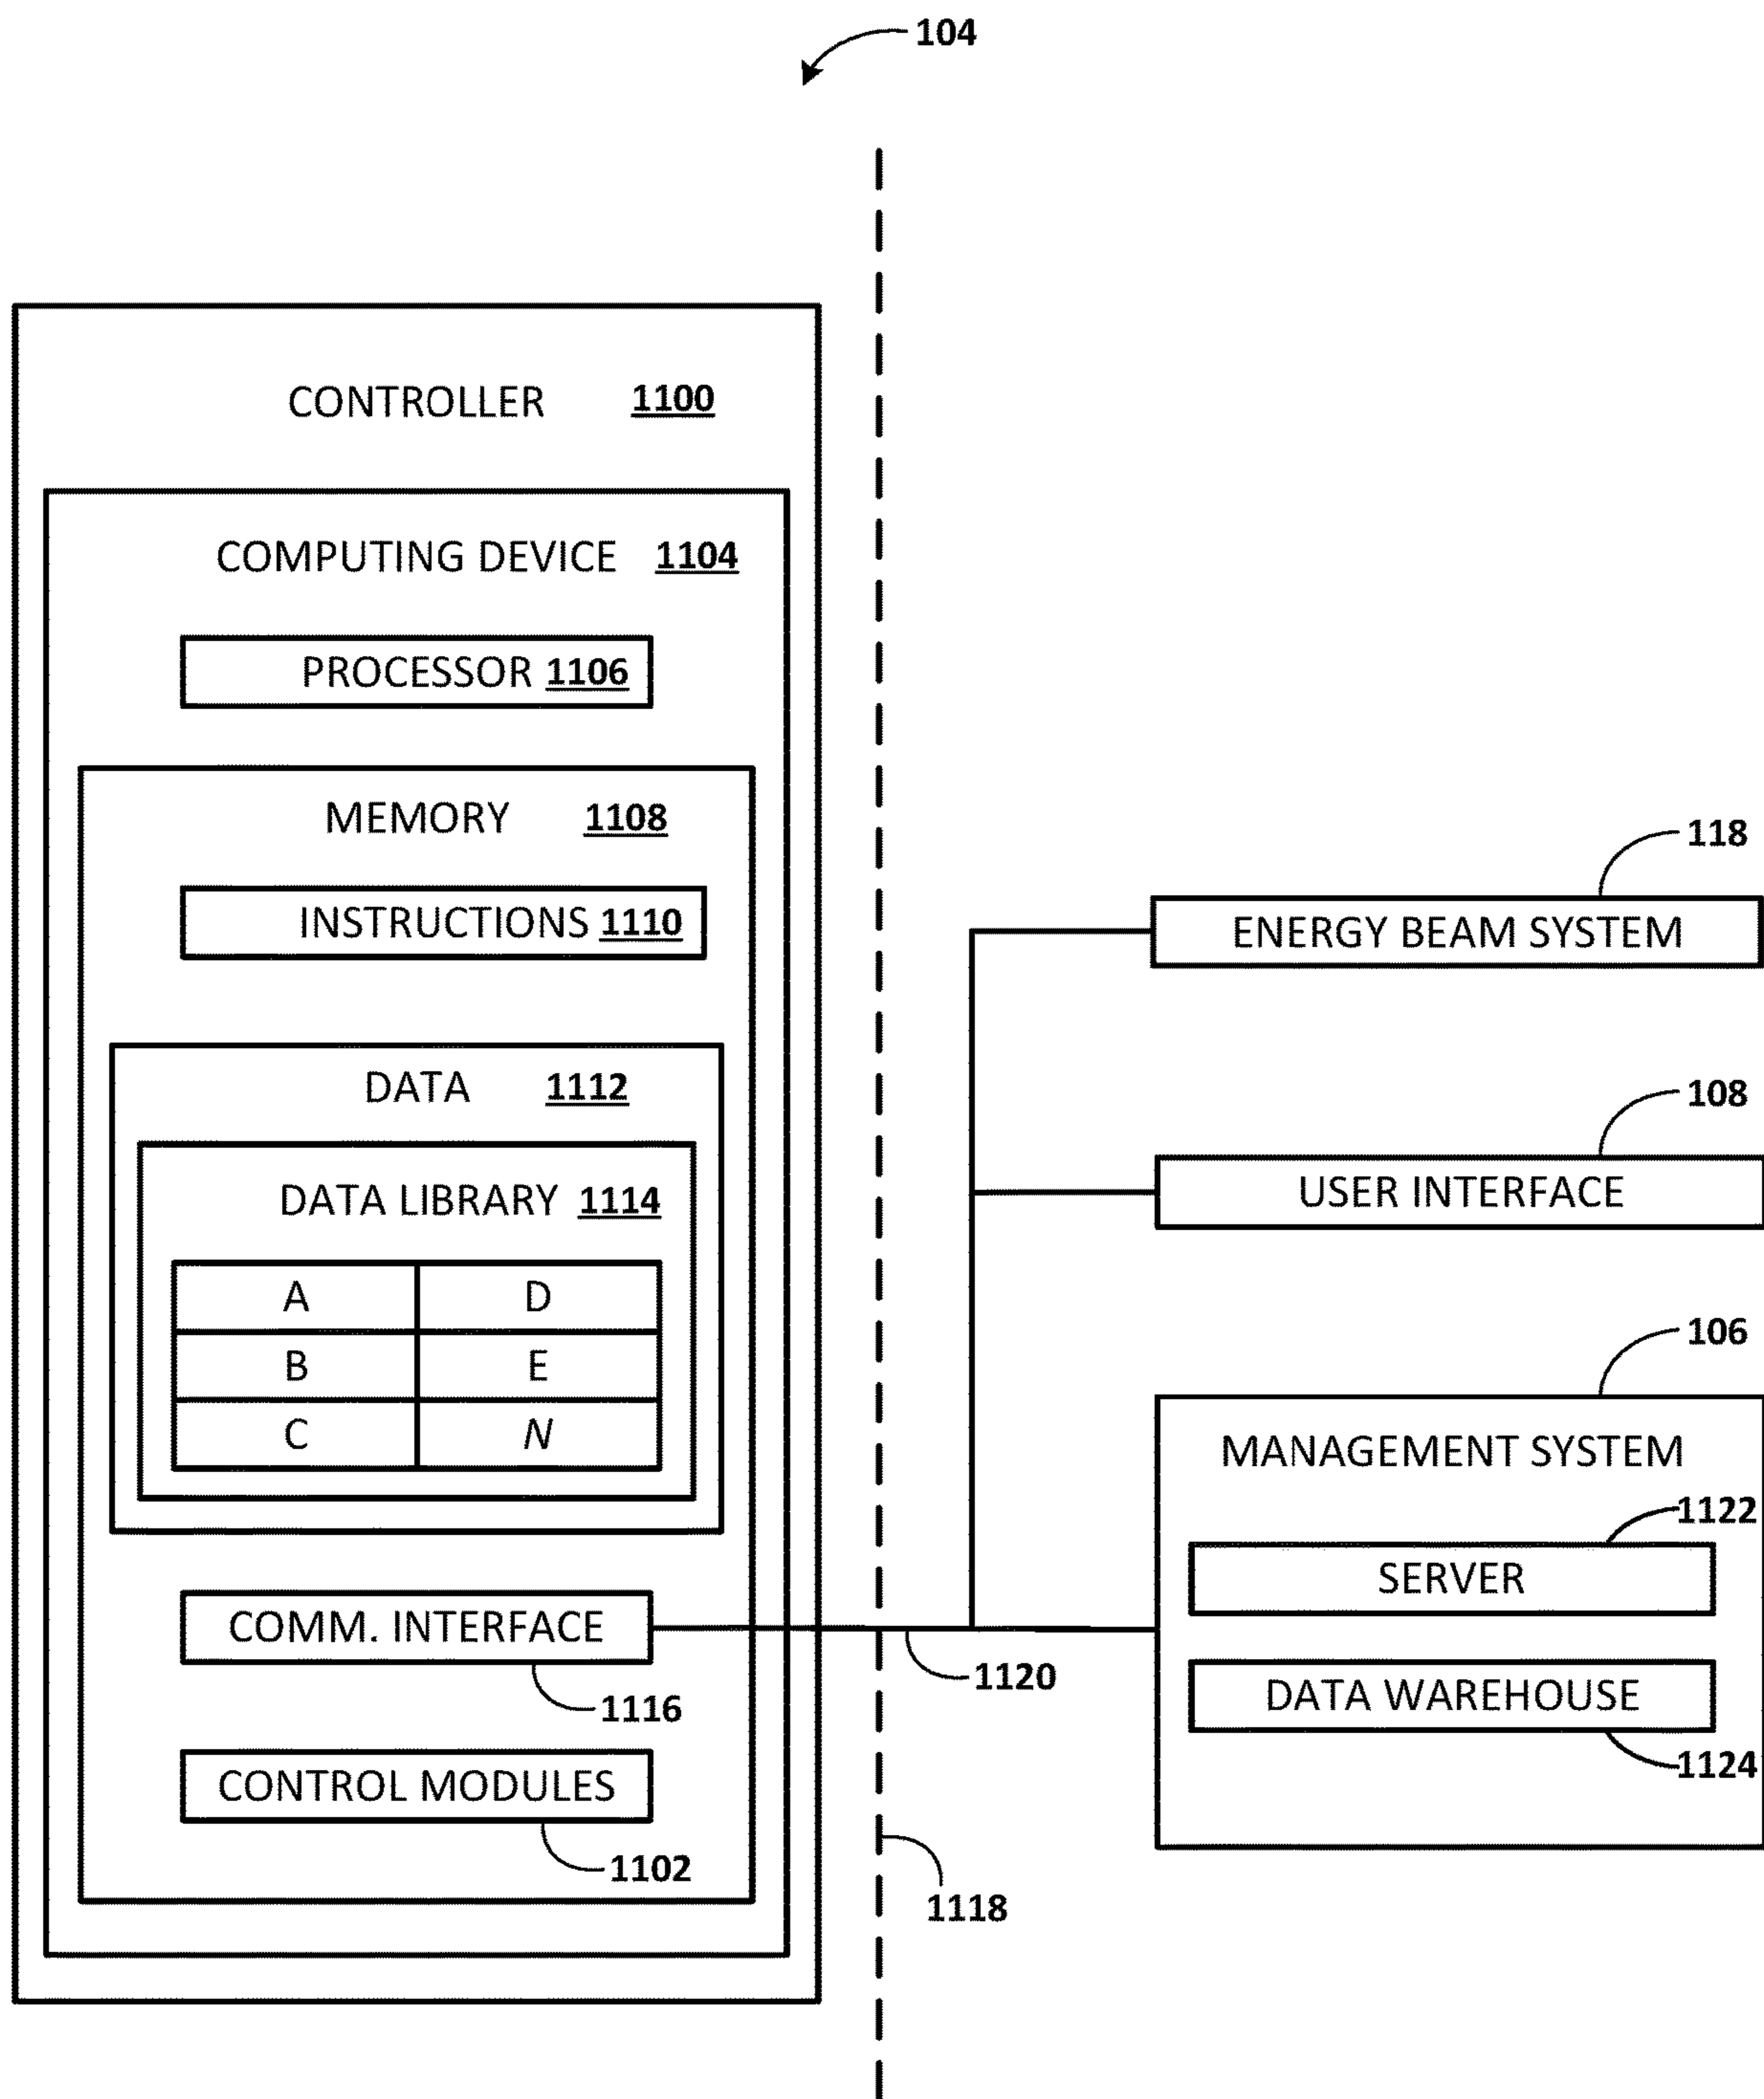 104
CONTROLLER 1100
COMPUTING DEVICE 1104
PROCESSOR 1106
MEMORY 1108
INSTRUCTIONS 1110
DATA 1112
DATA LIBRARY 1114
A D
B E
C N
COMM. INTERFACE
1116
CONTROL MODULES
1102
1118
1120
118
ENERGY BEAM SYSTEM
108
USER INTERFACE
106
MANAGEMENT SYSTEM
1122
SERVER
DATA WAREHOUSE
1124